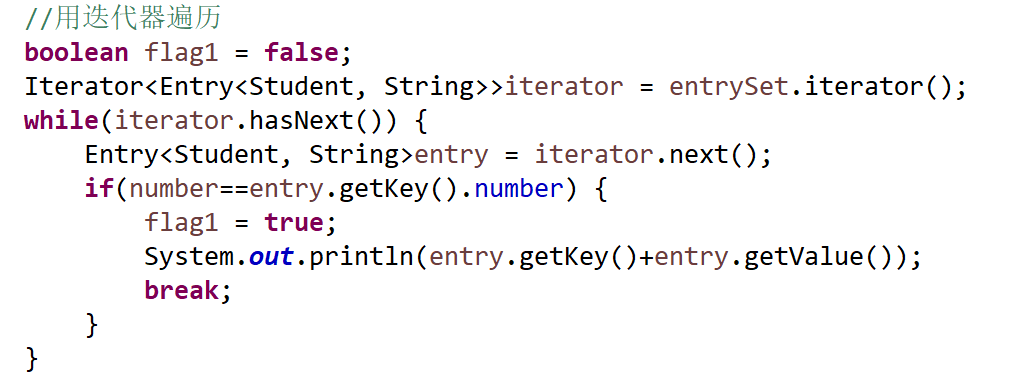 //用迭代器遍历
boolean flag1 = false;
Iterator<Entry<Student, String>>iterator = entrySet.iterator();
while(iterator.hasNext()) {
    Entry<Student, String>entry = iterator.next();
    if(number==entry.getKey().number) {
        flag1 = true;
        System.out.println(entry.getKey()+entry.getValue());
        break;
    }
}